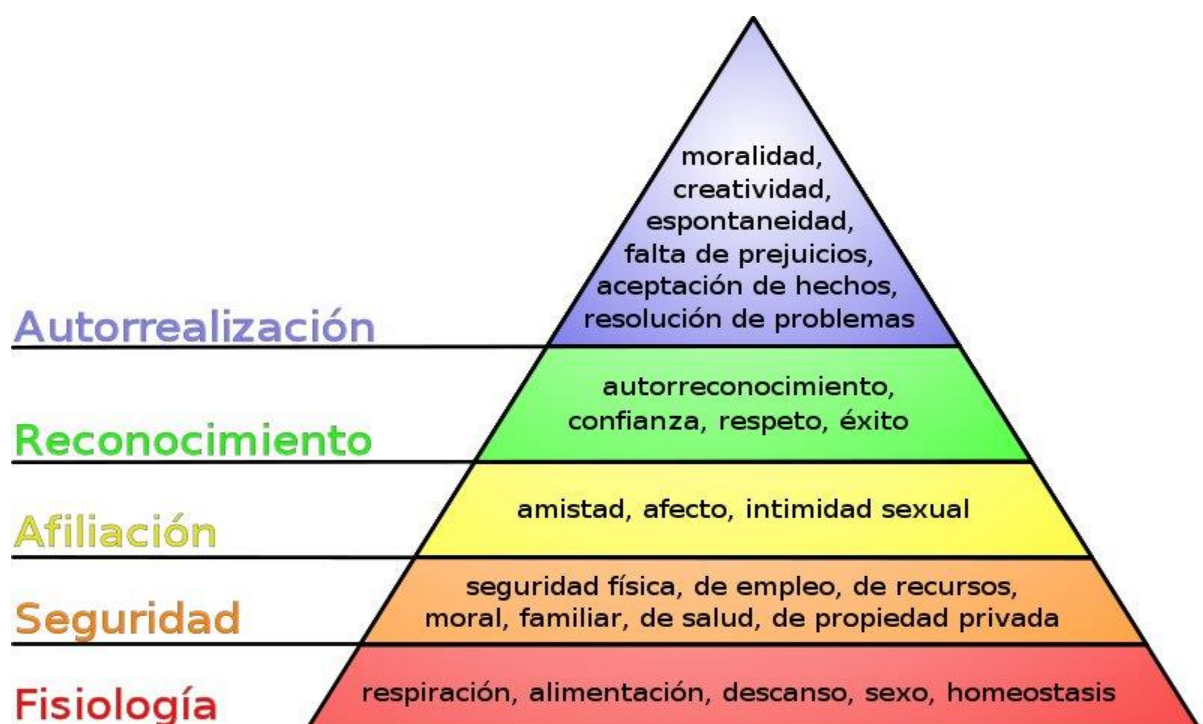 moralidad,
creatividad,
espontaneidad,
falta de prejuicios,
aceptación de hechos,
resolución de problemas
Autorrealización
autorreconocimiento,
confianza, respeto, éxito
Reconocimiento
amistad, afecto, intimidad sexual
Afiliación
seguridad física, de empleo, de recursos,
moral, familiar, de salud, de propiedad privada
Seguridad
respiración, alimentación, descanso, sexo, homeostasis
Fisiología